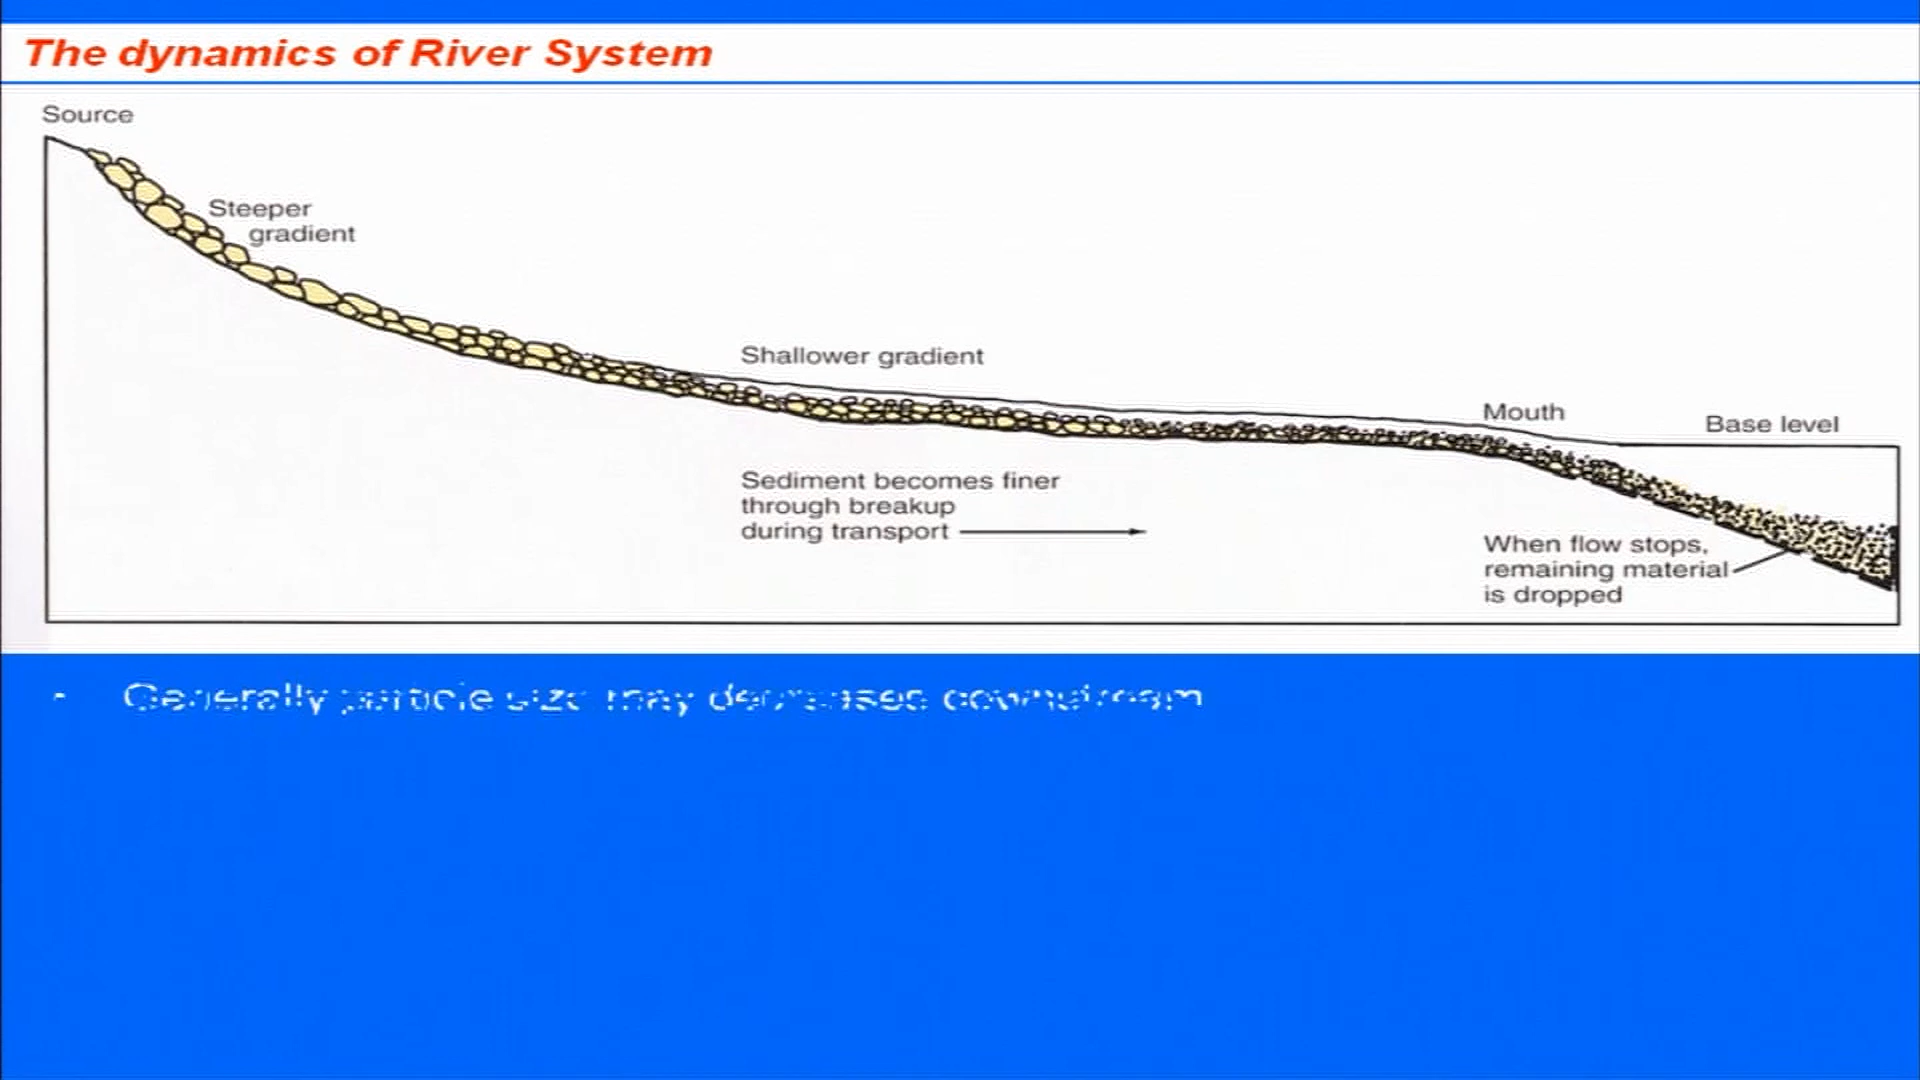 The dynamics of River System
Source
Steeper
gradient
Shallower gradient
Mouth
Base level
Sediment becomes finer
through breakup
during transport
When flow stops,
remaining material
is dropped
• Generally particle size may decreases downstream